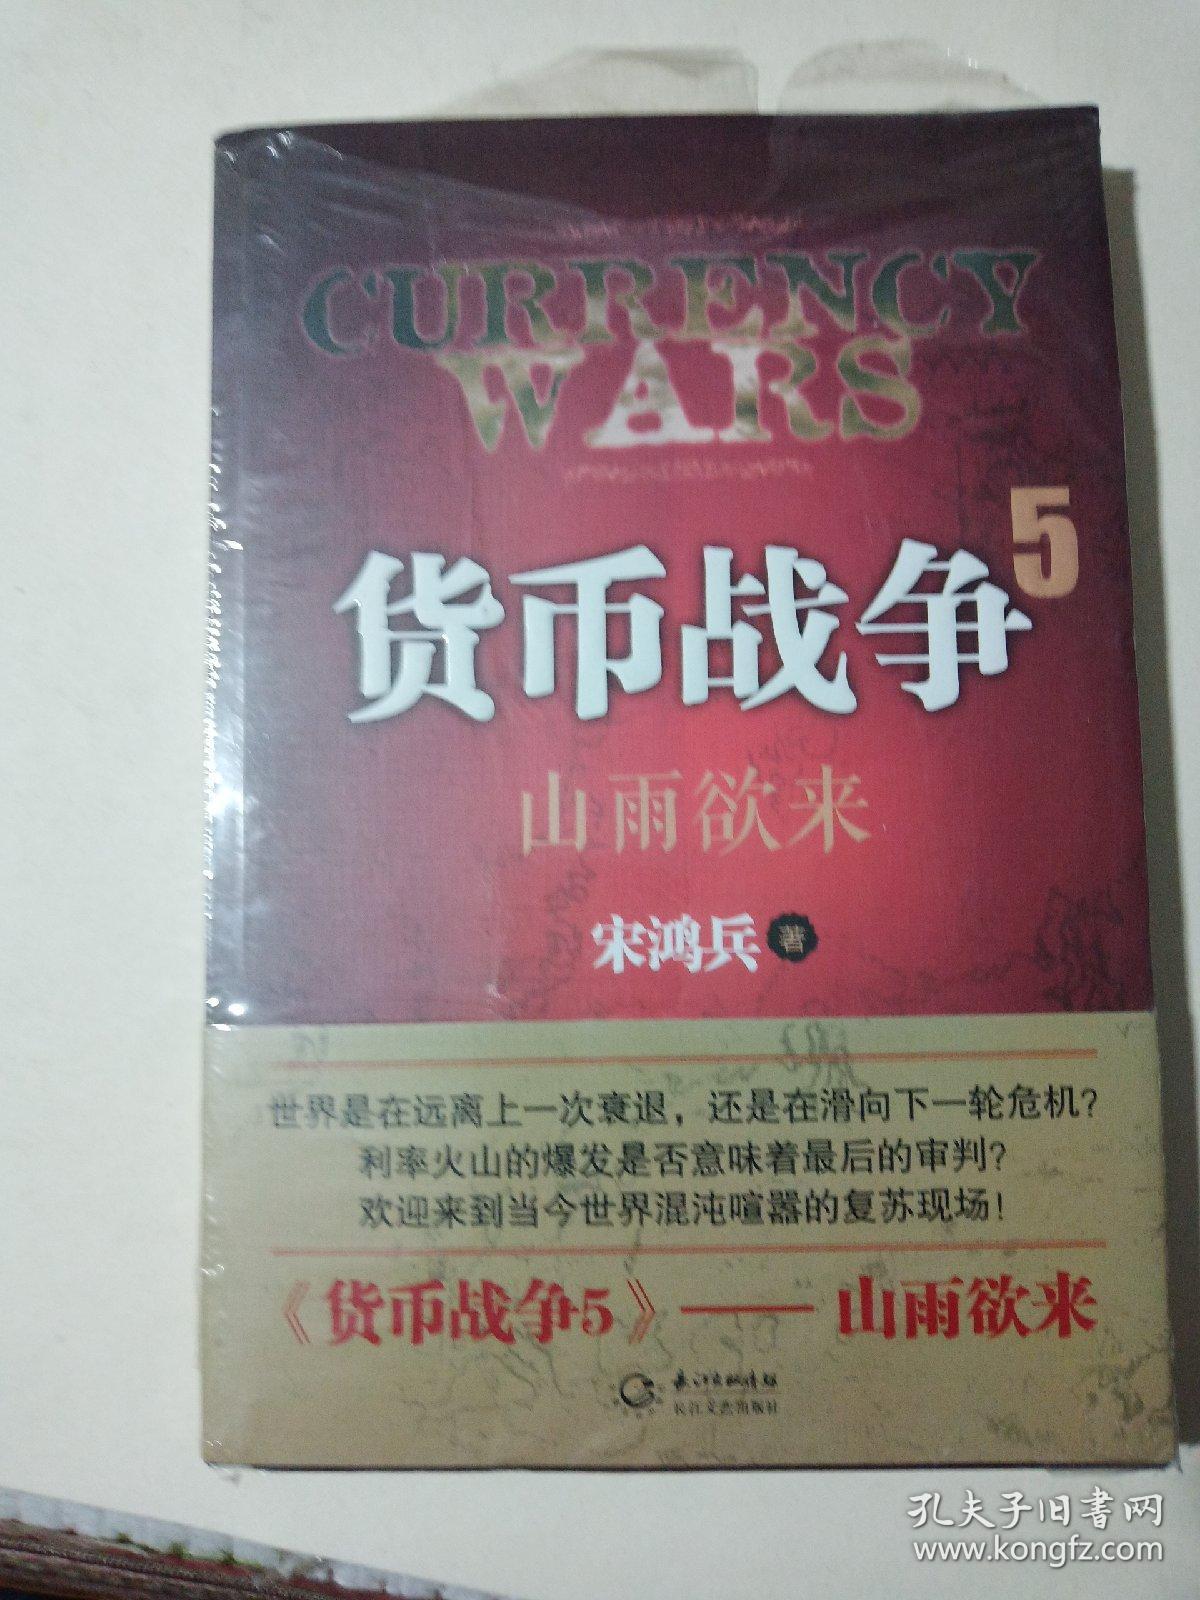 CURRENCY
WARS
货币战争5
山雨欲来
宋鸿兵 著
世界是在远离上一次衰退，还是在滑向下一轮危机？
利率火山的爆发是否意味着最后的审判？
欢迎来到当今世界混沌喧嚣的复苏现场！
《货币战争5》——山雨欲来
长江文艺出版社
孔夫子旧书网
www.kongfz.com